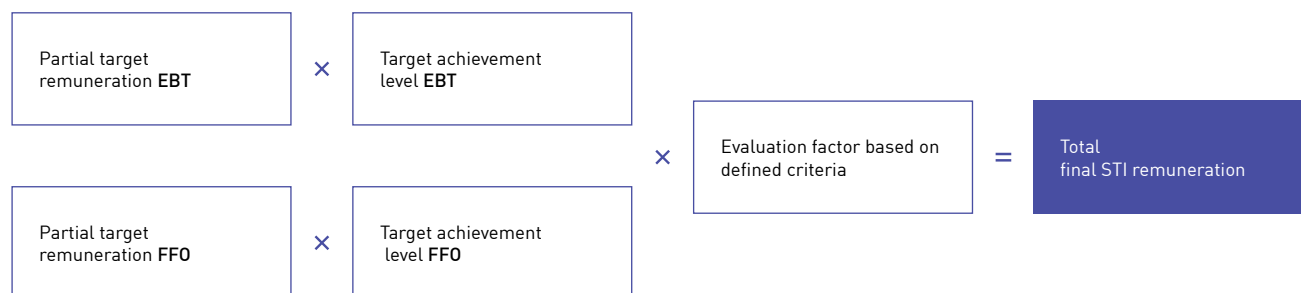 Partial target
remuneration EBT
×
Target achievement
level EBT
×
Evaluation factor based on
defined criteria
=
Total
final STI remuneration
Partial target
remuneration FFO
×
Target achievement
level FFO